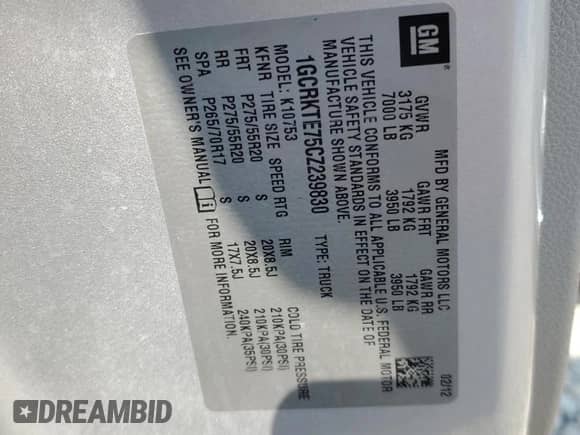 GM
MFD BY GENERAL MOTORS LLC
02/12
GVWR GAWR FRT GAWR RR
3175 KG 1792 KG 1792 KG
7000 LB 3950 LB 3950 LB
THIS VEHICLE CONFORMS TO ALL APPLICABLE U.S. FEDERAL MOTOR
VEHICLE SAFETY STANDARDS IN EFFECT ON THE DATE OF
MANUFACTURE SHOWN ABOVE.
1GCRKTE75CZ239830 TYPE: TRUCK
MODEL: K10753
KFNR TIRE SIZE SPEED RTG RIM COLD TIRE PRESSURE
FRT P275/55R20 S 20X8.5J 210KPA(30PSI)
RR P275/55R20 S 20X8.5J 210KPA(30PSI)
SPA P265/70R17 S 17X7.5J 240KPA(35PSI)
SEE OWNER'S MANUAL i FOR MORE INFORMATION.
DREAMBID